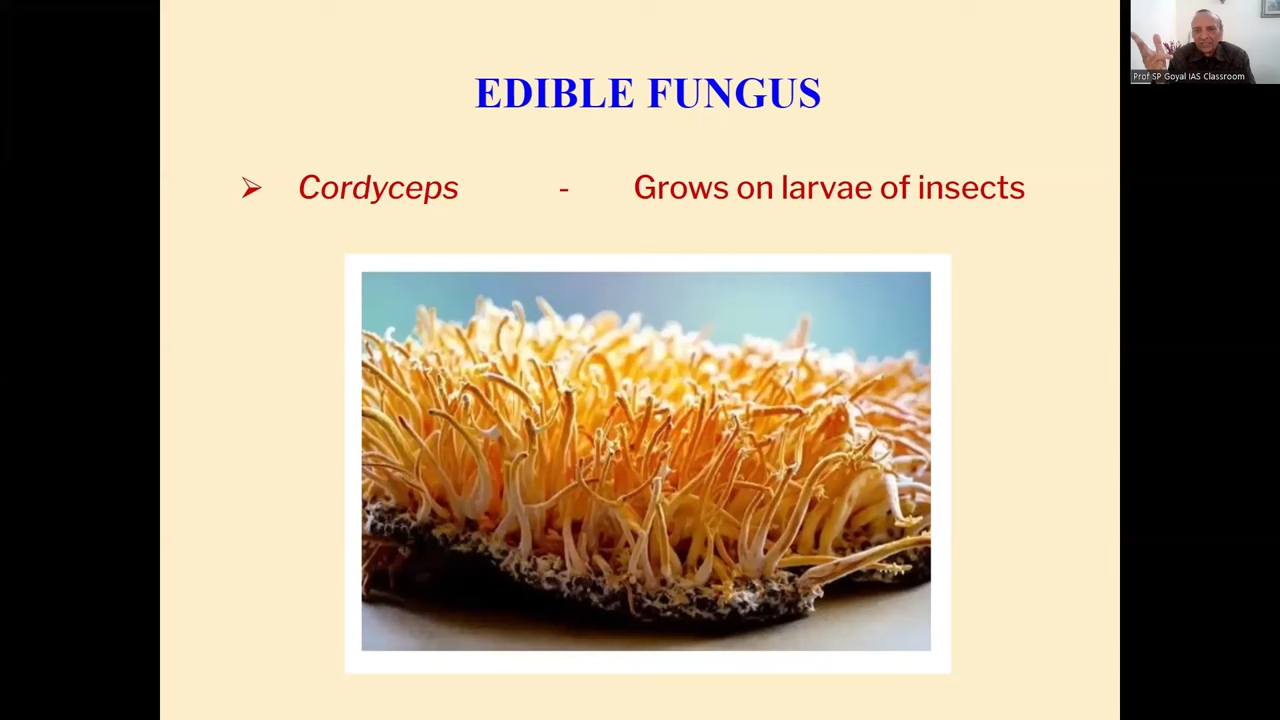 EDIBLE FUNGUS
➢ Cordyceps - Grows on larvae of insects
Prof SP Goyal IAS Classroom